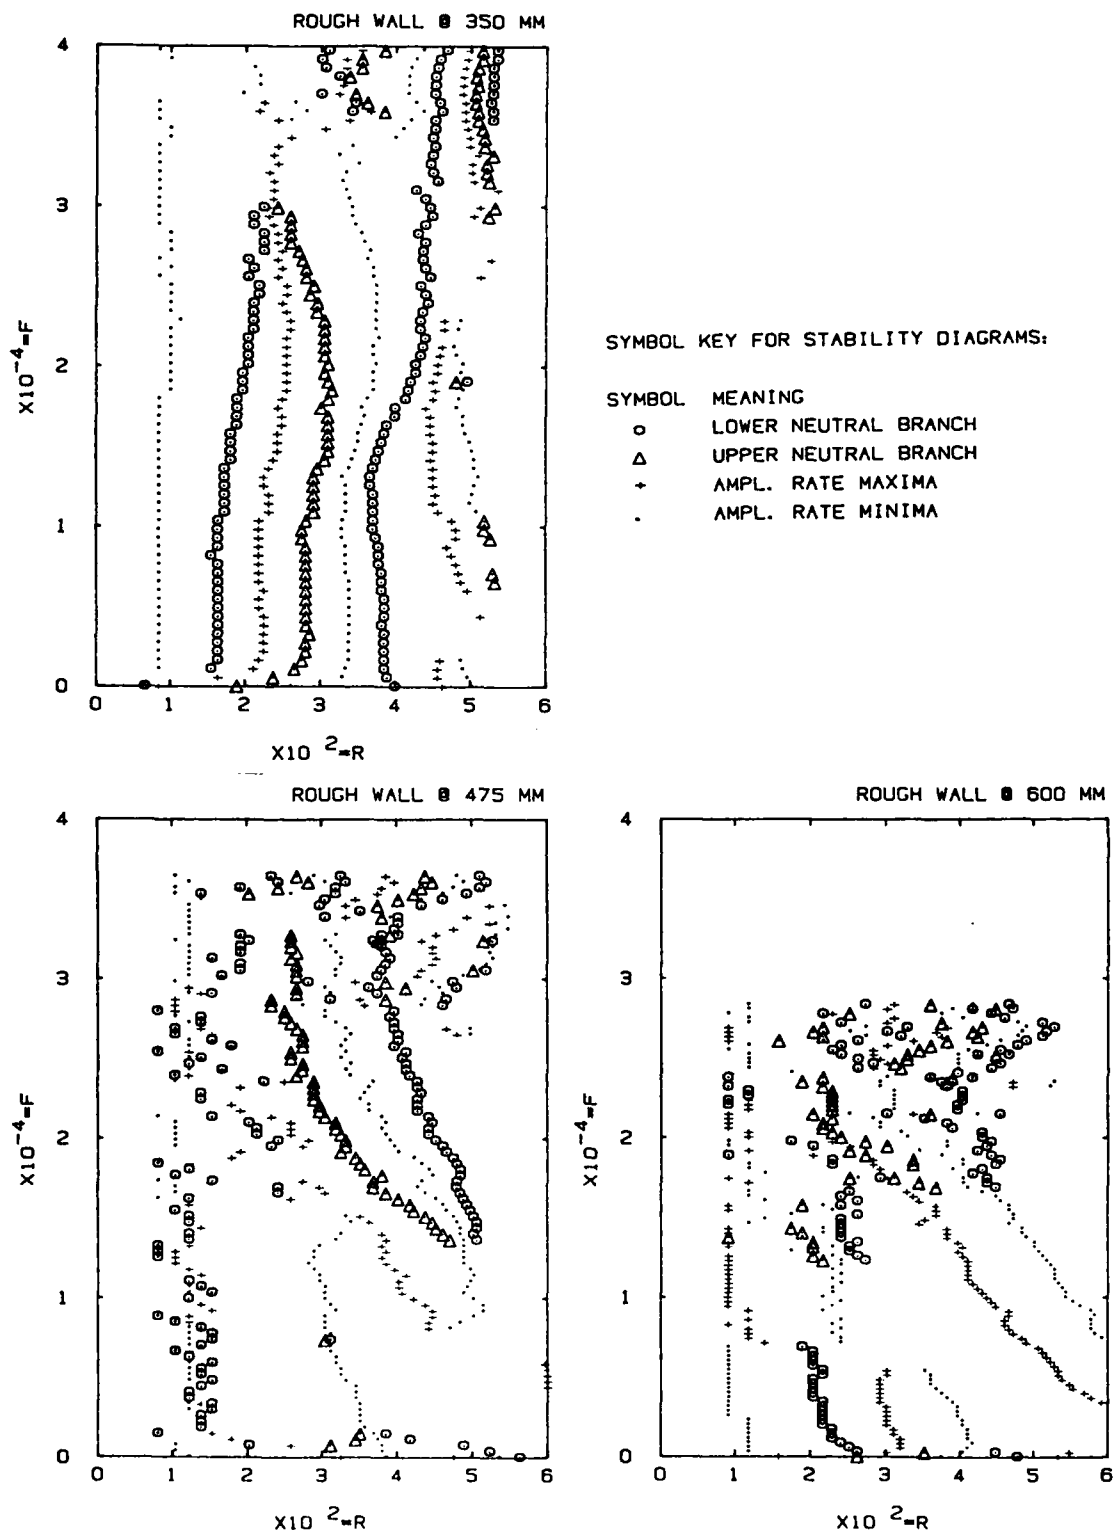 ROUGH WALL @ 350 MM
4
3
2
1
0
X10⁻⁴=F
0 1 2 3 4 5 6
X10 ²=R
SYMBOL KEY FOR STABILITY DIAGRAMS:
SYMBOL MEANING
LOWER NEUTRAL BRANCH
UPPER NEUTRAL BRANCH
+ AMPL. RATE MAXIMA
. AMPL. RATE MINIMA
ROUGH WALL @ 475 MM
4
3
2
1
0
X10⁻⁴=F
0 1 2 3 4 5 6
X10 ²=R
ROUGH WALL @ 600 MM
4
3
2
1
0
X10⁻⁴=F
0 1 2 3 4 5 6
X10 ²=R